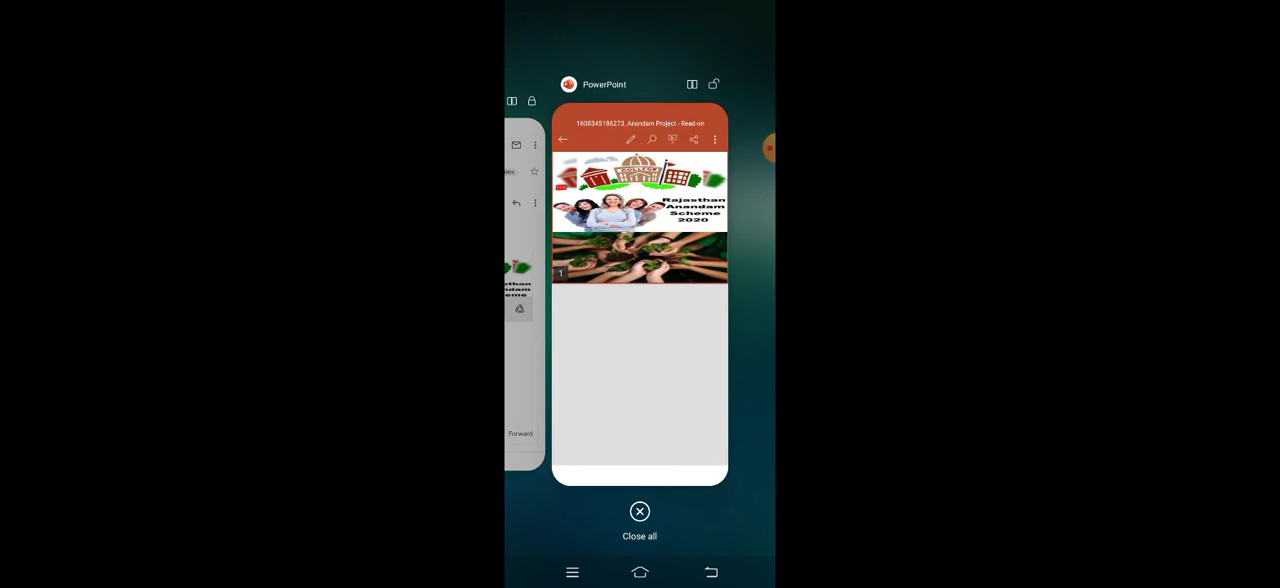 PowerPoint
1608345186273_Anandam Project - Read-on
COLLEGE
Rajasthan
Anandam
Scheme
2020
1
Forward
Close all